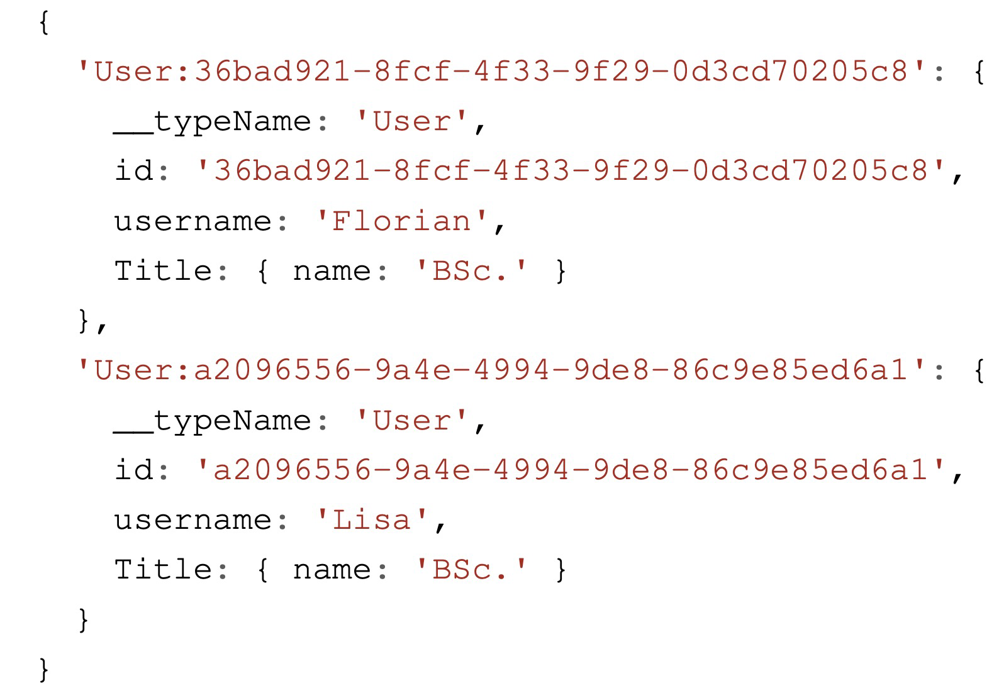 {
  'User:36bad921-8fcf-4f33-9f29-0d3cd70205c8': {
    __typeName: 'User',
    id: '36bad921-8fcf-4f33-9f29-0d3cd70205c8',
    username: 'Florian',
    Title: { name: 'BSc.' }
  },
  'User:a2096556-9a4e-4994-9de8-86c9e85ed6a1': {
    __typeName: 'User',
    id: 'a2096556-9a4e-4994-9de8-86c9e85ed6a1',
    username: 'Lisa',
    Title: { name: 'BSc.' }
  }
}